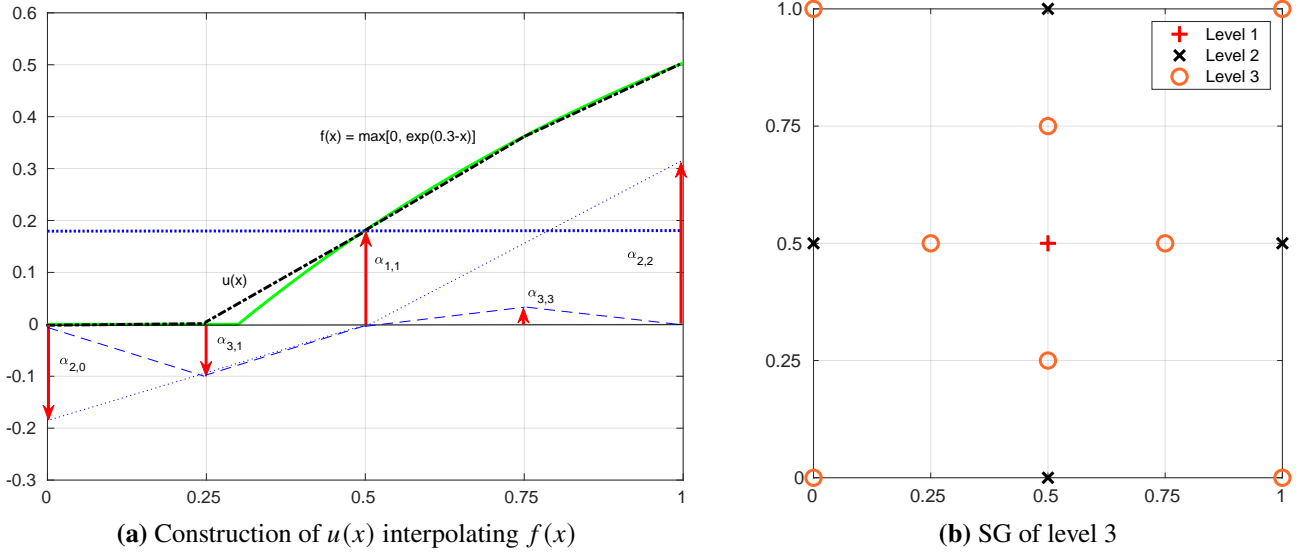 0.6
0.5
0.4
0.3
0.2
0.1
0
-0.1
-0.2
-0.3
0
0.25
0.5
0.75
1
f(x) = max[0, exp(0.3-x)]
u(x)
α1,1
α2,2
α3,3
α3,1
α2,0
(a) Construction of u(x) interpolating f(x)
1.0
0.75
0.5
0.25
0
0
0.25
0.5
0.75
1
Level 1
Level 2
Level 3
(b) SG of level 3